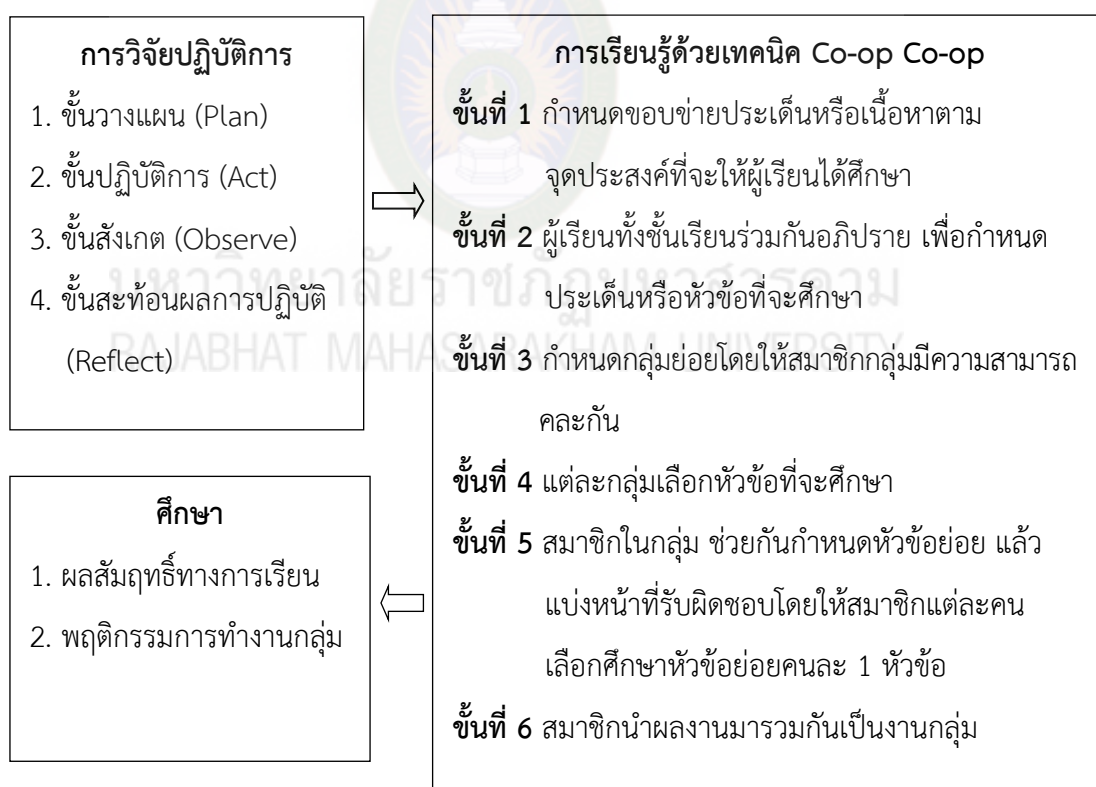 การวิจัยปฏิบัติการ
1. ขั้นวางแผน (Plan)
2. ขั้นปฏิบัติการ (Act)
3. ขั้นสังเกต (Observe)
4. ขั้นสะท้อนผลการปฏิบัติ
(Reflect)
การเรียนรู้ด้วยเทคนิค Co-op Co-op
ขั้นที่ 1 กำหนดขอบข่ายประเด็นหรือเนื้อหาตาม
จุดประสงค์ที่จะให้ผู้เรียนได้ศึกษา
ขั้นที่ 2 ผู้เรียนทั้งชั้นเรียนร่วมกันอภิปราย เพื่อกำหนด
ประเด็นหรือหัวข้อที่จะศึกษา
ขั้นที่ 3 กำหนดกลุ่มย่อยโดยให้สมาชิกกลุ่มมีความสามารถ
คละกัน
ขั้นที่ 4 แต่ละกลุ่มเลือกหัวข้อที่จะศึกษา
ขั้นที่ 5 สมาชิกในกลุ่ม ช่วยกันกำหนดหัวข้อย่อย แล้ว
แบ่งหน้าที่รับผิดชอบโดยให้สมาชิกแต่ละคน
เลือกศึกษาหัวข้อย่อยคนละ 1 หัวข้อ
ขั้นที่ 6 สมาชิกนำผลงานมารวมกันเป็นงานกลุ่ม
ศึกษา
1. ผลสัมฤทธิ์ทางการเรียน
2. พฤติกรรมการทำงานกลุ่ม
มหาวิทยาลัยราชภัฏมหาสารคาม
RAJABHAT MAHASARAKHAM UNIVERSITY